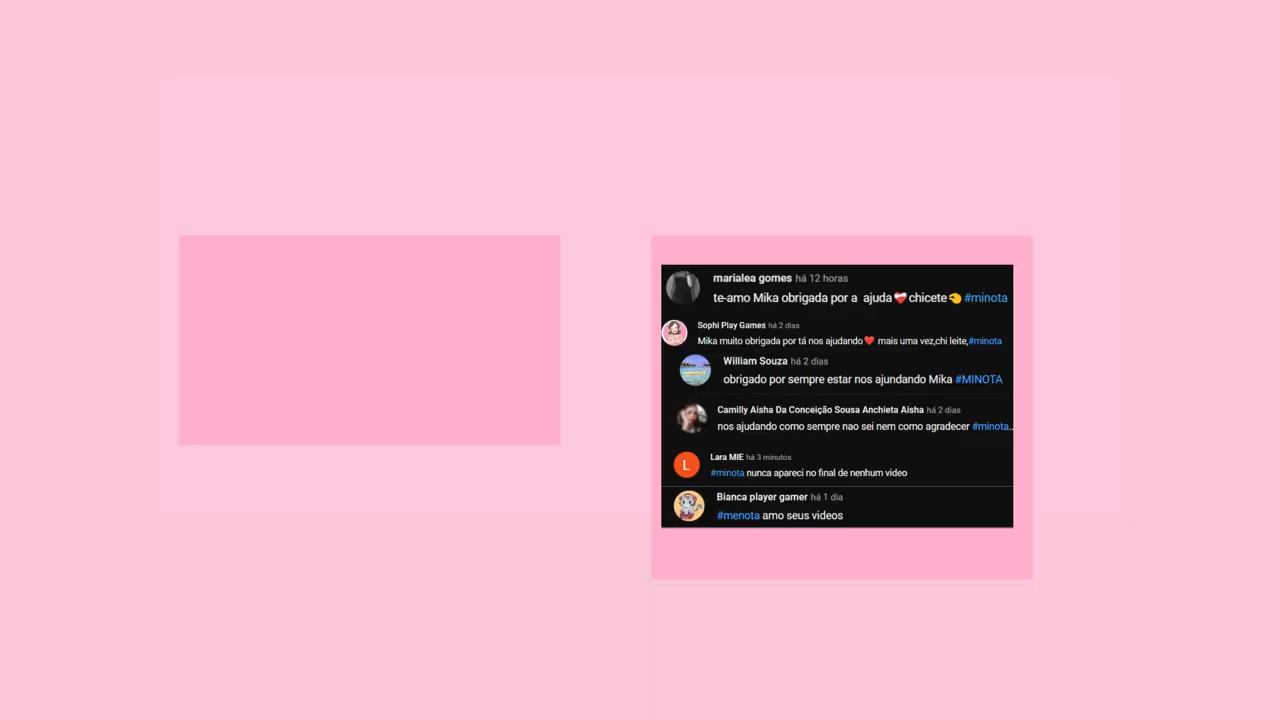 marialea gomes há 12 horas
te-amo Mika obrigada por a ajuda❤️‍🩹chicete🤏 #minota
Sophi Play Games há 2 dias
Mika muito obrigada por tá nos ajudando❤️ mais uma vez,chi leite,#minota
William Souza há 2 dias
obrigado por sempre estar nos ajundando Mika #MINOTA
Camilly Aisha Da Conceição Sousa Anchieta Aisha há 2 dias
nos ajudando como sempre nao sei nem como agradecer #minota..
L
Lara MIE há 3 minutos
#minota nunca apareci no final de nenhum video
Bianca player gamer há 1 dia
#menota amo seus videos